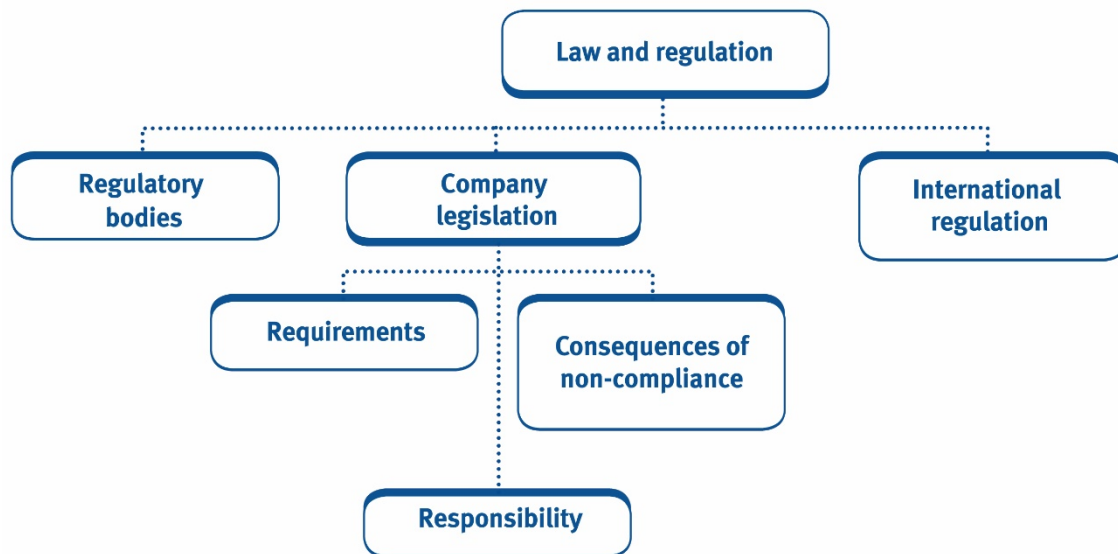 Law and regulation
Regulatory
bodies
Company
legislation
International
regulation
Requirements
Consequences of
non-compliance
Responsibility